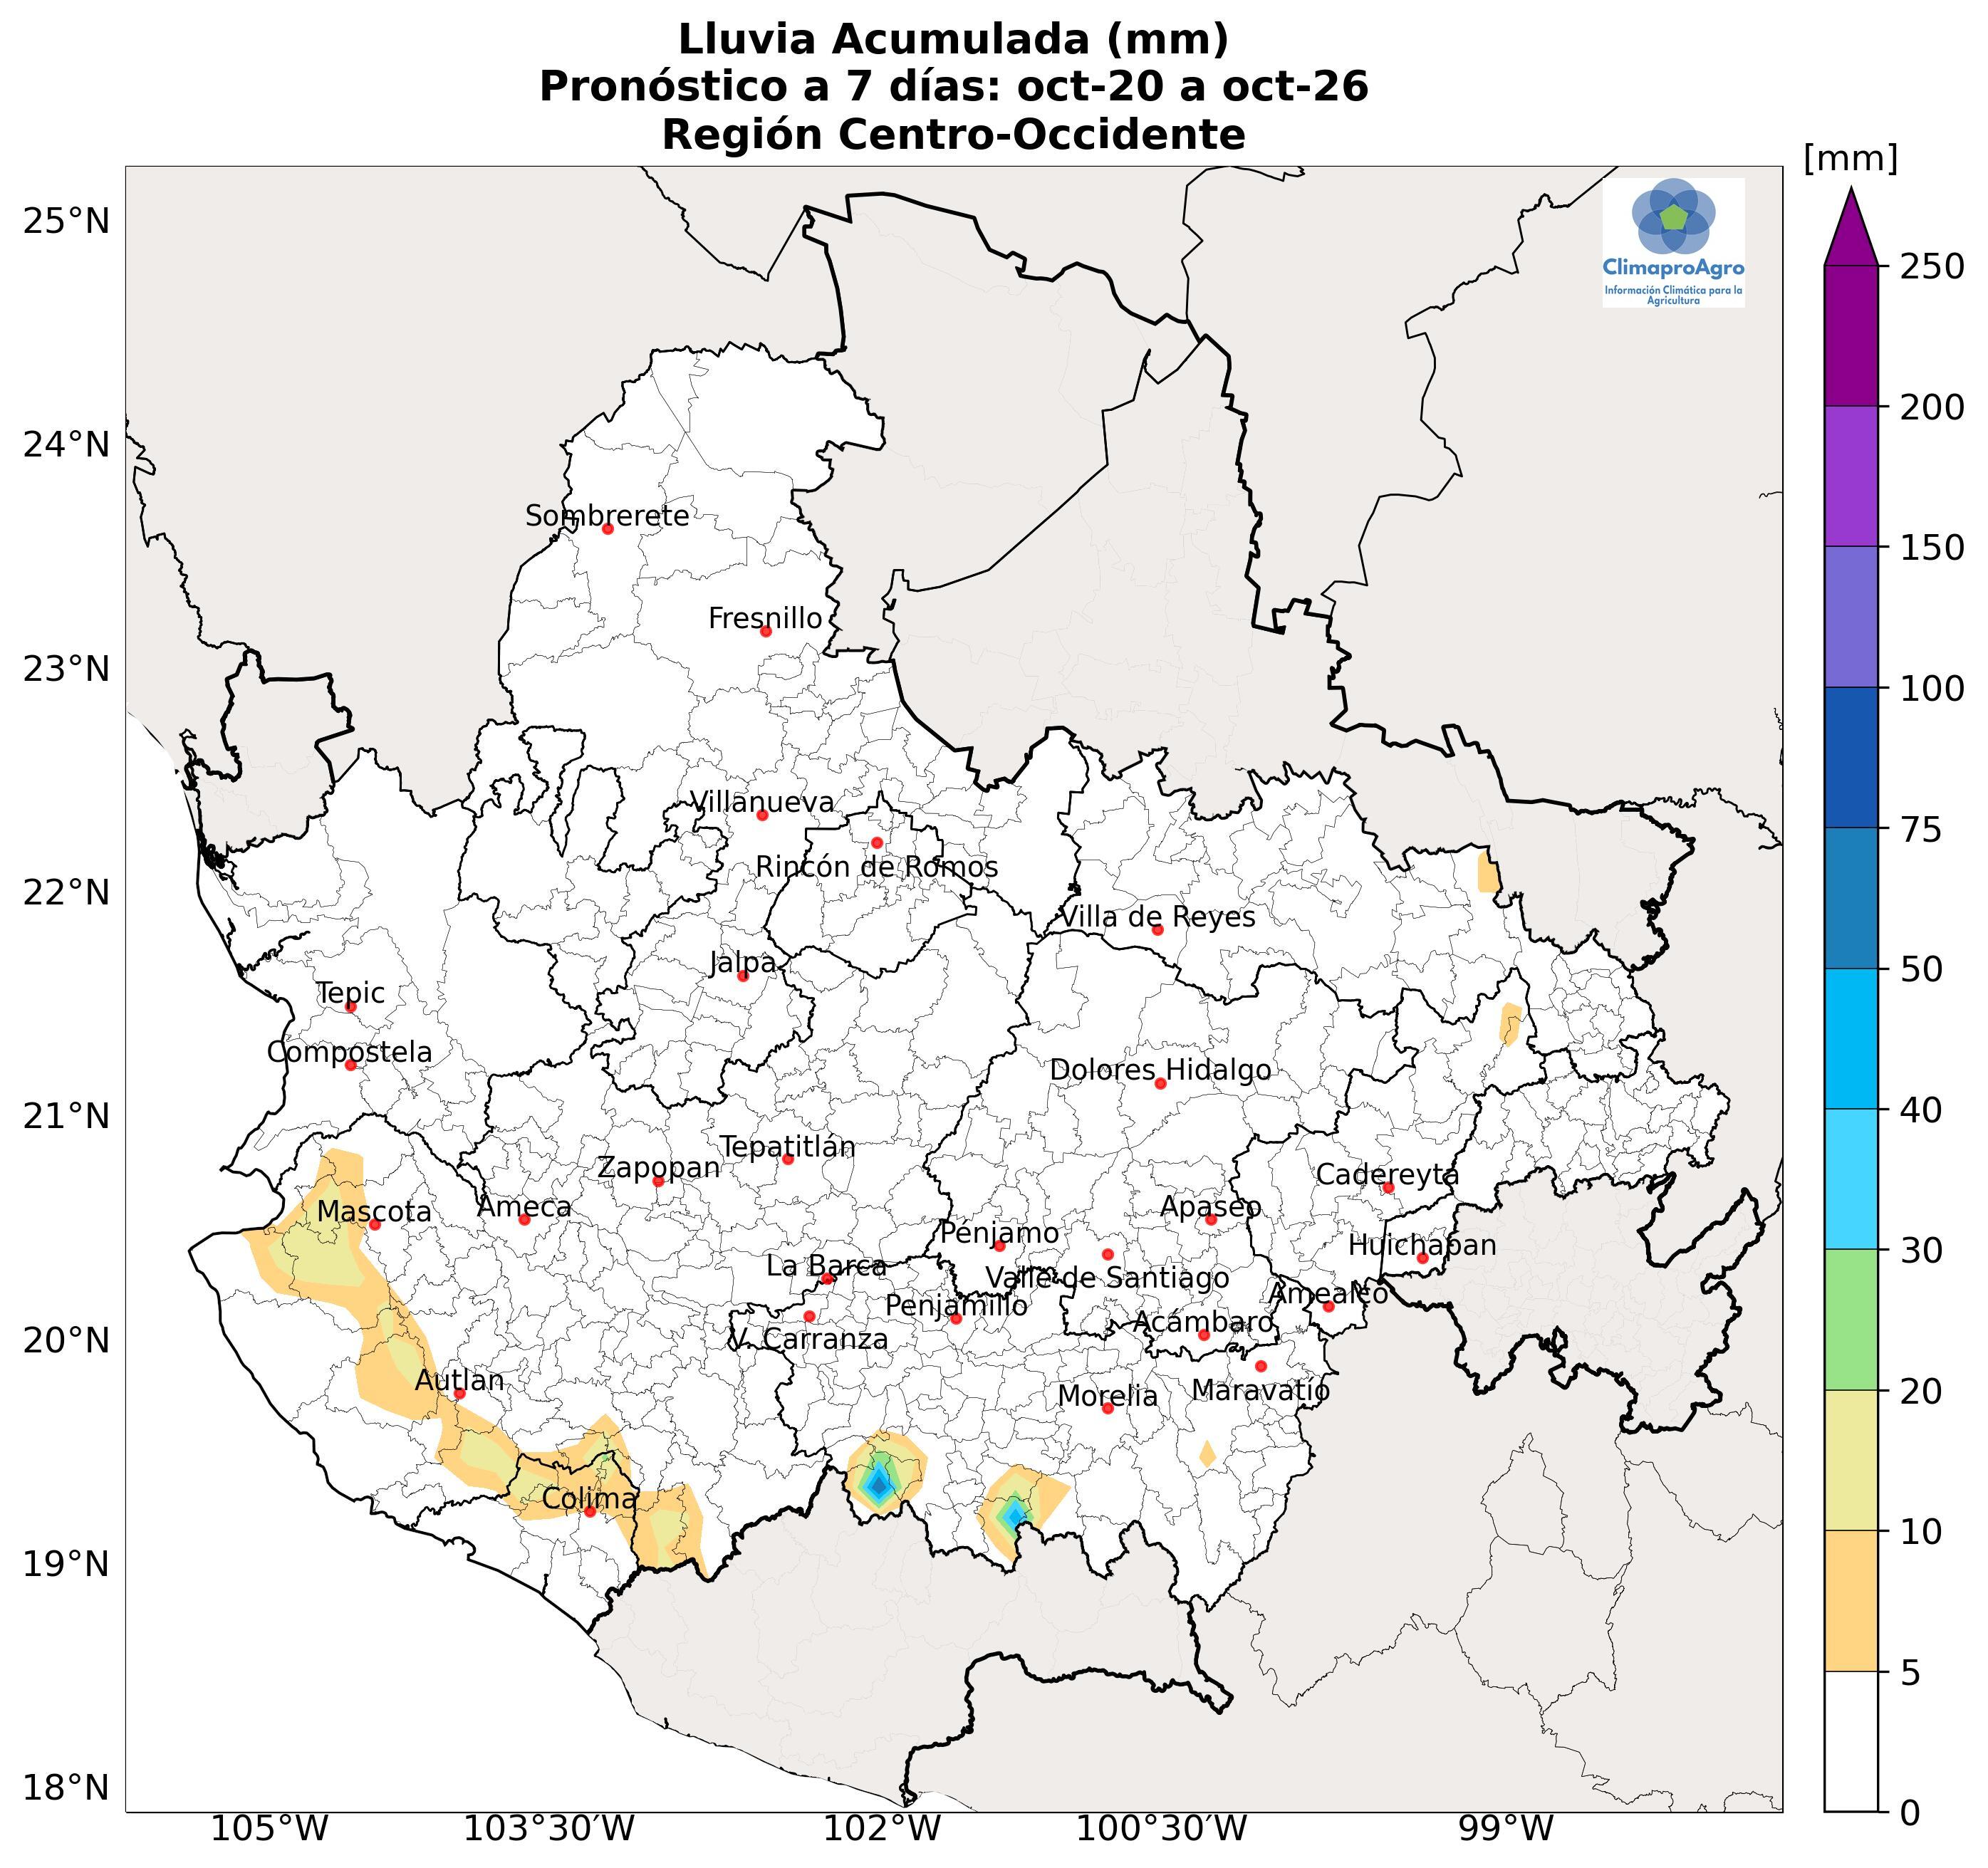 Lluvia Acumulada (mm)
Pronóstico a 7 días: oct-20 a oct-26
Región Centro-Occidente
[mm]
ClimaproAgro
Información Climática para la
Agricultura
25°N
24°N
23°N
22°N
21°N
20°N
19°N
18°N
Sombrerete
Fresnillo
Villanueva
Rincón de Romos
Villa de Reyes
Jalpa
Tepic
Compostela
Dolores Hidalgo
Tepatitlán
Zapopan
Cadereyta
Mascota
Ameca
Apaseo
Pénjamo
Huichapan
La Barca
Valle de Santiago
Amealco
Penjamillo
Acámbaro
V. Carranza
Autlan
Morelia
Maravatío
Colima
105°W
103°30'W
102°W
100°30'W
99°W
250
200
150
100
75
50
40
30
20
10
5
0